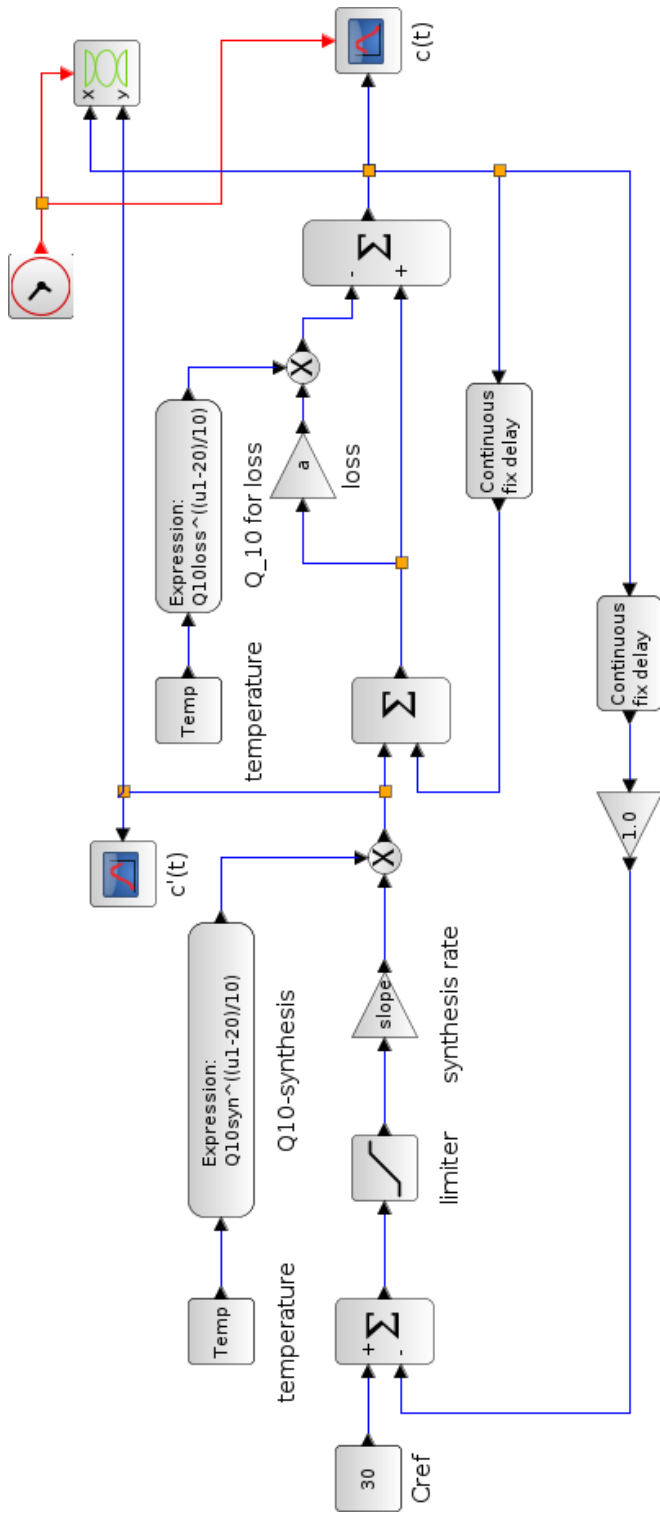 x
y
c(t)
c'(t)
Expression:
Q10loss^((u1-20)/10)
Q_10 for loss
Temp
temperature
Expression:
Q10syn^((u1-20)/10)
Q10-synthesis
Temp
temperature
30
Cref
+
Σ
-
limiter
slope
synthesis rate
X
Σ
a
loss
X
-
Σ
+
Continuous
fix delay
Continuous
fix delay
1.0